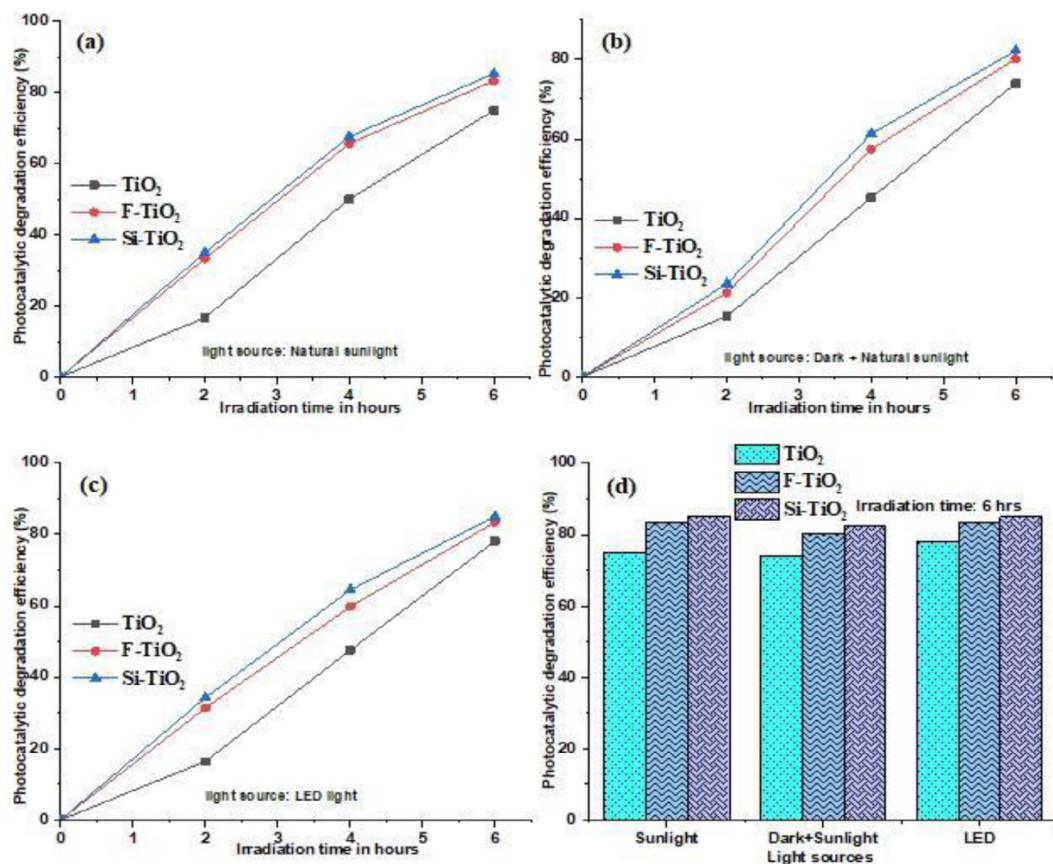 (a)
Photocatalytic degradation efficiency (%)
100
80
60
40
20
0
TiO₂
F-TiO₂
Si-TiO₂
light source: Natural sunlight
0 1 2 3 4 5 6
Irradiation time in hours
(b)
Photocatalytic degradation efficiency (%)
80
60
40
20
0
TiO₂
F-TiO₂
Si-TiO₂
light source: Dark + Natural sunlight
0 1 2 3 4 5 6
Irradiation time in hours
(c)
Photocatalytic degradation efficiency (%)
100
80
60
40
20
0
TiO₂
F-TiO₂
Si-TiO₂
light source: LED light
0 2 4 6
Irradiation time in hours
(d)
Photocatalytic degradation efficiency (%)
100
80
60
40
20
0
TiO₂
F-TiO₂
Si-TiO₂
Irradiation time: 6 hrs
Sunlight Dark+Sunlight LED
Light sources